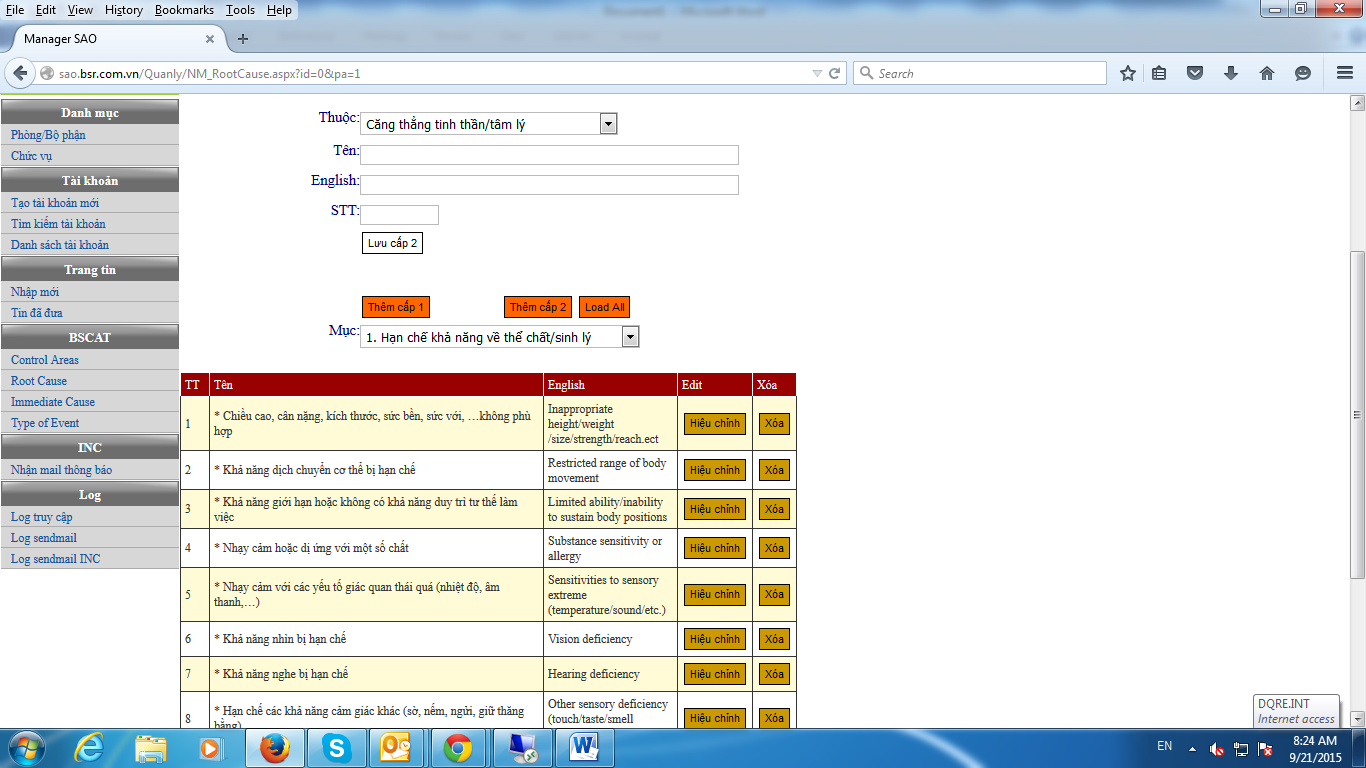 File Edit View History Bookmarks Tools Help
Manager SAO
sao.bsr.com.vn/Quanly/NM_RootCause.aspx?id=0&pa=1
Search
Danh mục
Phòng/Bộ phận
Chức vụ
Tài khoản
Tạo tài khoản mới
Tìm kiếm tài khoản
Danh sách tài khoản
Trang tin
Nhập mới
Tin đã đưa
BSCAT
Control Areas
Root Cause
Immediate Cause
Type of Event
INC
Nhận mail thông báo
Log
Log truy cập
Log sendmail
Log sendmail INC
Thuộc: Căng thẳng tinh thần/tâm lý
Tên:
English:
STT:
Lưu cấp 2
Thêm cấp 1 Thêm cấp 2 Load All
Mục: 1. Hạn chế khả năng về thể chất/sinh lý
TT Tên English Edit Xóa
1 * Chiều cao, cân nặng, kích thước, sức bền, sức với, …không phù
hợp
Inappropriate
height/weight
/size/strength/reach.ect
Hiệu chỉnh Xóa
2 * Khả năng dịch chuyển cơ thể bị hạn chế
Restricted range of body
movement
Hiệu chỉnh Xóa
3 * Khả năng giới hạn hoặc không có khả năng duy trì tư thế làm
việc
Limited ability/inability
to sustain body positions
Hiệu chỉnh Xóa
4 * Nhạy cảm hoặc dị ứng với một số chất
Substance sensitivity or
allergy
Hiệu chỉnh Xóa
5 * Nhạy cảm với các yếu tố giác quan thái quá (nhiệt độ, âm
thanh,…)
Sensitivities to sensory
extreme
(temperature/sound/etc.)
Hiệu chỉnh Xóa
6 * Khả năng nhìn bị hạn chế Vision deficiency Hiệu chỉnh Xóa
7 * Khả năng nghe bị hạn chế Hearing deficiency Hiệu chỉnh Xóa
8 * Hạn chế các khả năng cảm giác khác (sờ, nếm, ngửi, giữ thăng
bằng)
Other sensory deficiency
(touch/taste/smell
Hiệu chỉnh Xóa
DQRE.INT
Internet access
EN
8:24 AM
9/21/2015